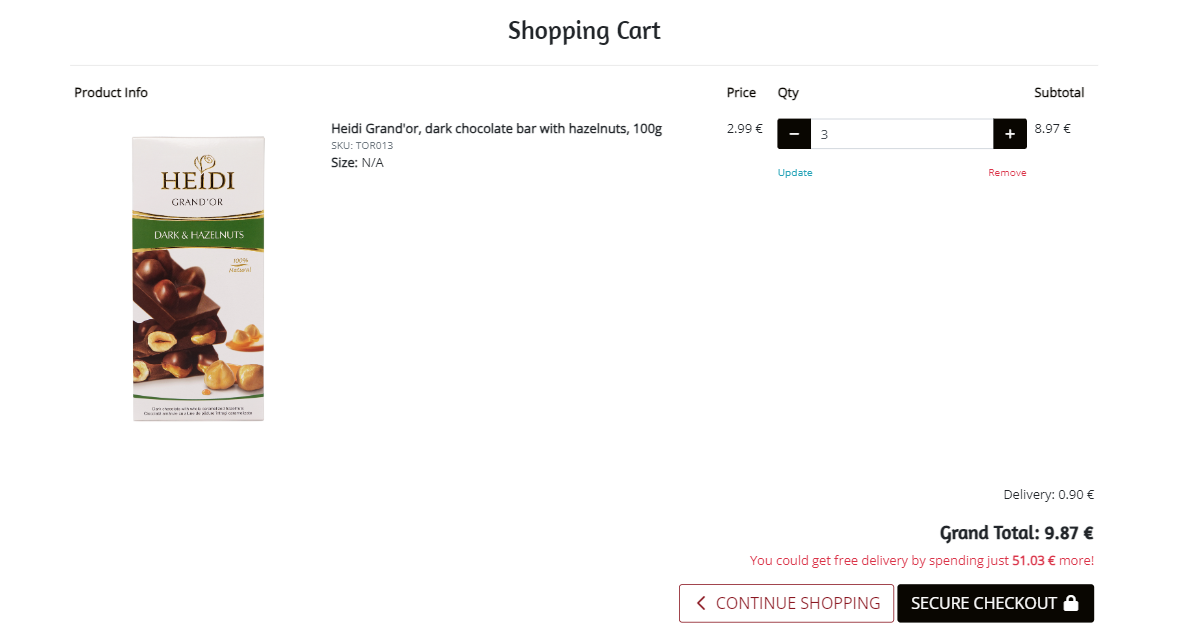 Shopping Cart
Product Info Price Qty Subtotal
Heidi Grand'or, dark chocolate bar with hazelnuts, 100g 2.99 € − 3 + 8.97 €
SKU: TOR013
Size: N/A
Update Remove
HEIDI
GRAND'OR
DARK & HAZELNUTS
100%
Natural
Delivery: 0.90 €
Grand Total: 9.87 €
You could get free delivery by spending just 51.03 € more!
CONTINUE SHOPPING SECURE CHECKOUT